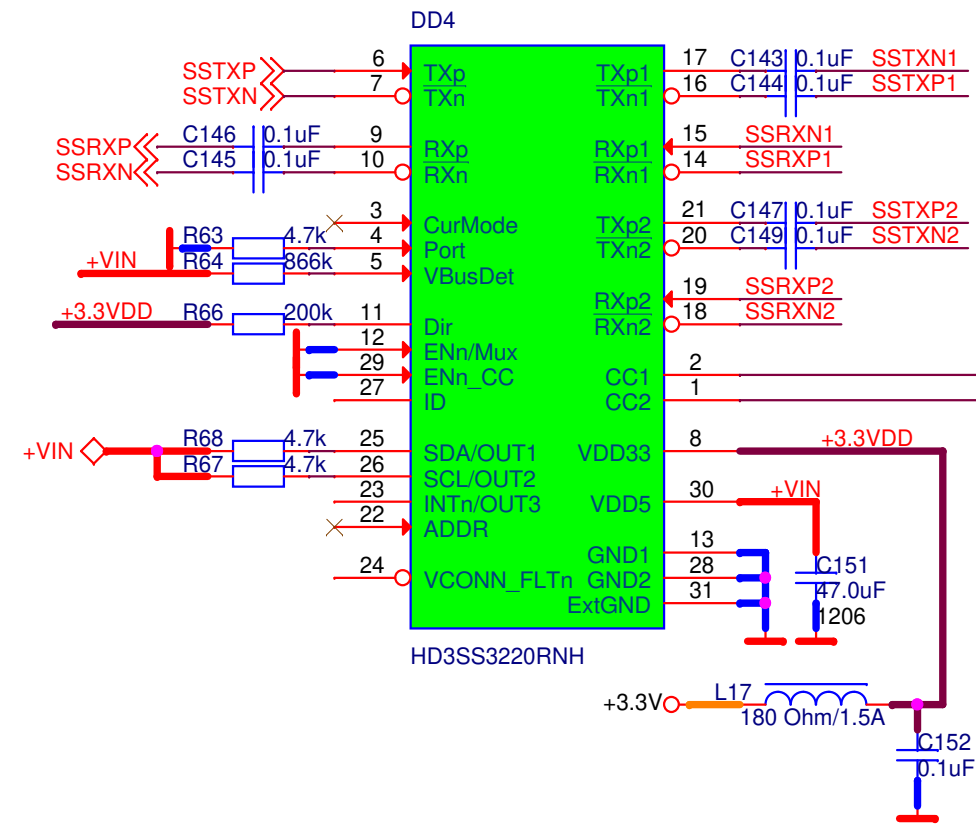 DD4
SSTXP 6 TXp TXp1 17 C143 0.1uF SSTXN1
SSTXN 7 TXn TXn1 16 C144 0.1uF SSTXP1
SSRXP C146 0.1uF 9 RXp RXp1 15 SSRXN1
SSRXN C145 0.1uF 10 RXn RXn1 14 SSRXP1
3 CurMode TXp2 21 C147 0.1uF SSTXP2
R63 4.7k 4 Port TXn2 20 C149 0.1uF SSTXN2
+VIN R64 866k 5 VBusDet
RXp2 19 SSRXP2
+3.3VDD R66 200k 11 Dir RXn2 18 SSRXN2
12 ENn/Mux
29 ENn_CC CC1 2
27 ID CC2 1
+VIN R68 4.7k 25 SDA/OUT1 VDD33 8 +3.3VDD
R67 4.7k 26 SCL/OUT2
23 INTn/OUT3 VDD5 30 +VIN
22 ADDR
GND1 13
24 VCONN_FLTn GND2 28 C151
ExtGND 31 47.0uF
1206
HD3SS3220RNH
+3.3V L17
180 Ohm/1.5A
C152
0.1uF